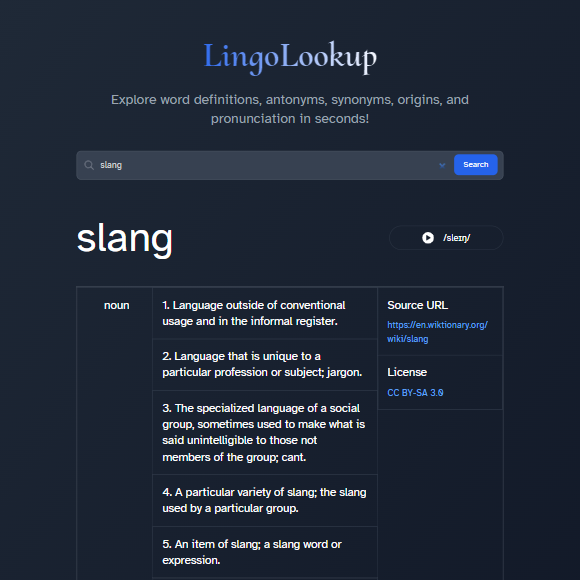 LingoLookup
Explore word definitions, antonyms, synonyms, origins, and
pronunciation in seconds!
slang
Search
slang
/sleɪŋ/
noun
1. Language outside of conventional
usage and in the informal register.
2. Language that is unique to a
particular profession or subject; jargon.
3. The specialized language of a social
group, sometimes used to make what is
said unintelligible to those not
members of the group; cant.
4. A particular variety of slang; the slang
used by a particular group.
5. An item of slang; a slang word or
expression.
Source URL
https://en.wiktionary.org/
wiki/slang
License
CC BY-SA 3.0